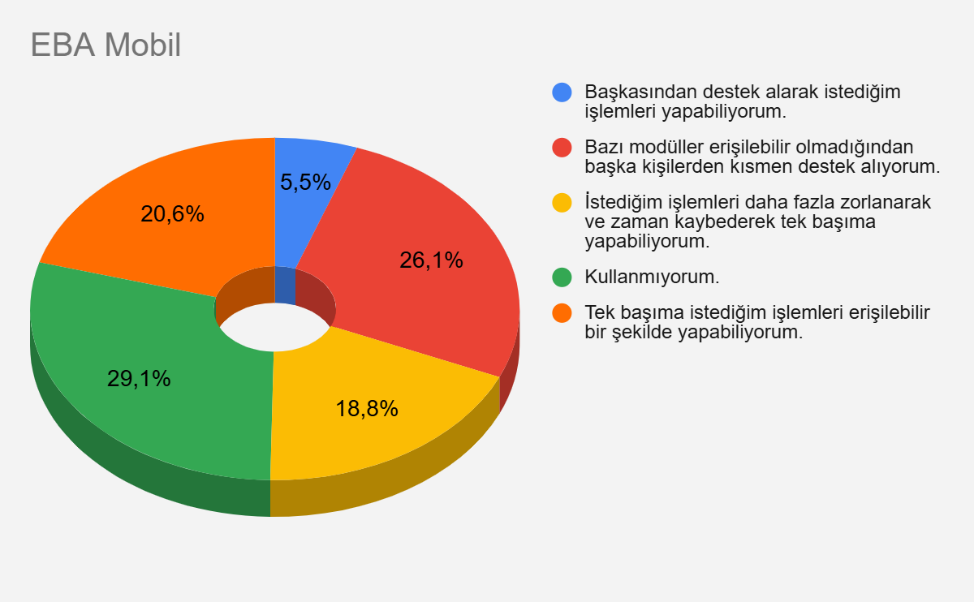 EBA Mobil
Başkasından destek alarak istediğim
işlemleri yapabiliyorum.
Bazı modüller erişilebilir olmadığından
başka kişilerden kısmen destek alıyorum.
İstediğim işlemleri daha fazla zorlanarak
ve zaman kaybederek tek başıma
yapabiliyorum.
Kullanmıyorum.
Tek başıma istediğim işlemleri erişilebilir
bir şekilde yapabiliyorum.
5,5%
20,6%
26,1%
29,1%
18,8%